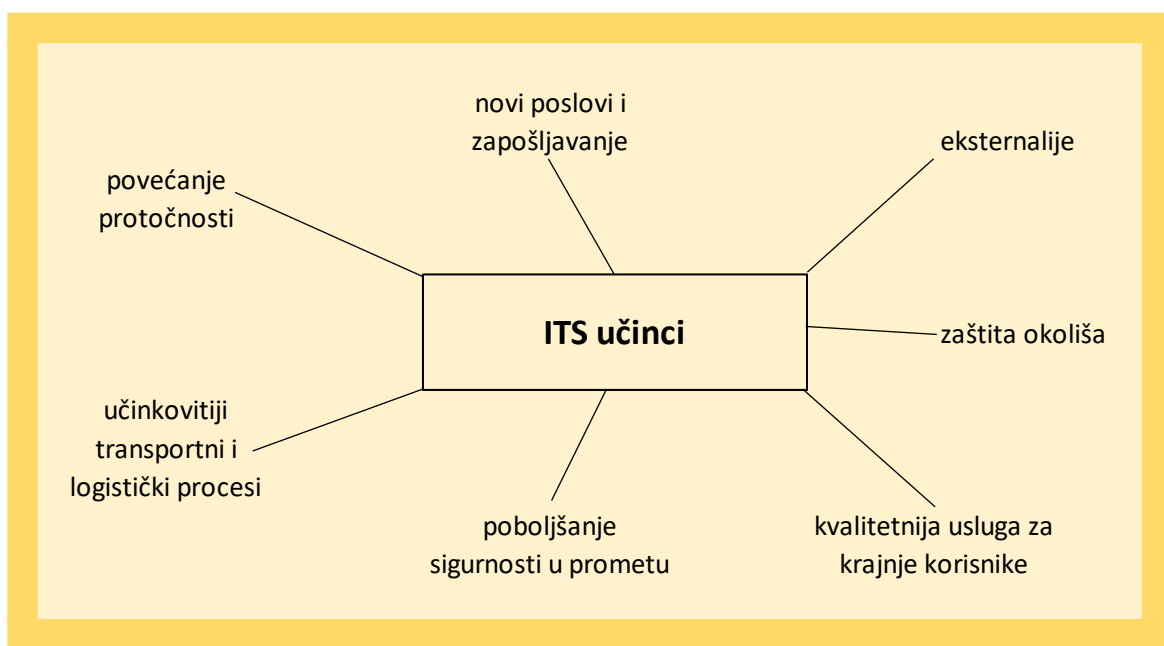 novi poslovi i
zapošljavanje
eksternalije
povećanje
protočnosti
ITS učinci
zaštita okoliša
učinkovitiji
transportni i
logistički procesi
poboljšanje
sigurnosti u prometu
kvalitetnija usluga za
krajnje korisnike